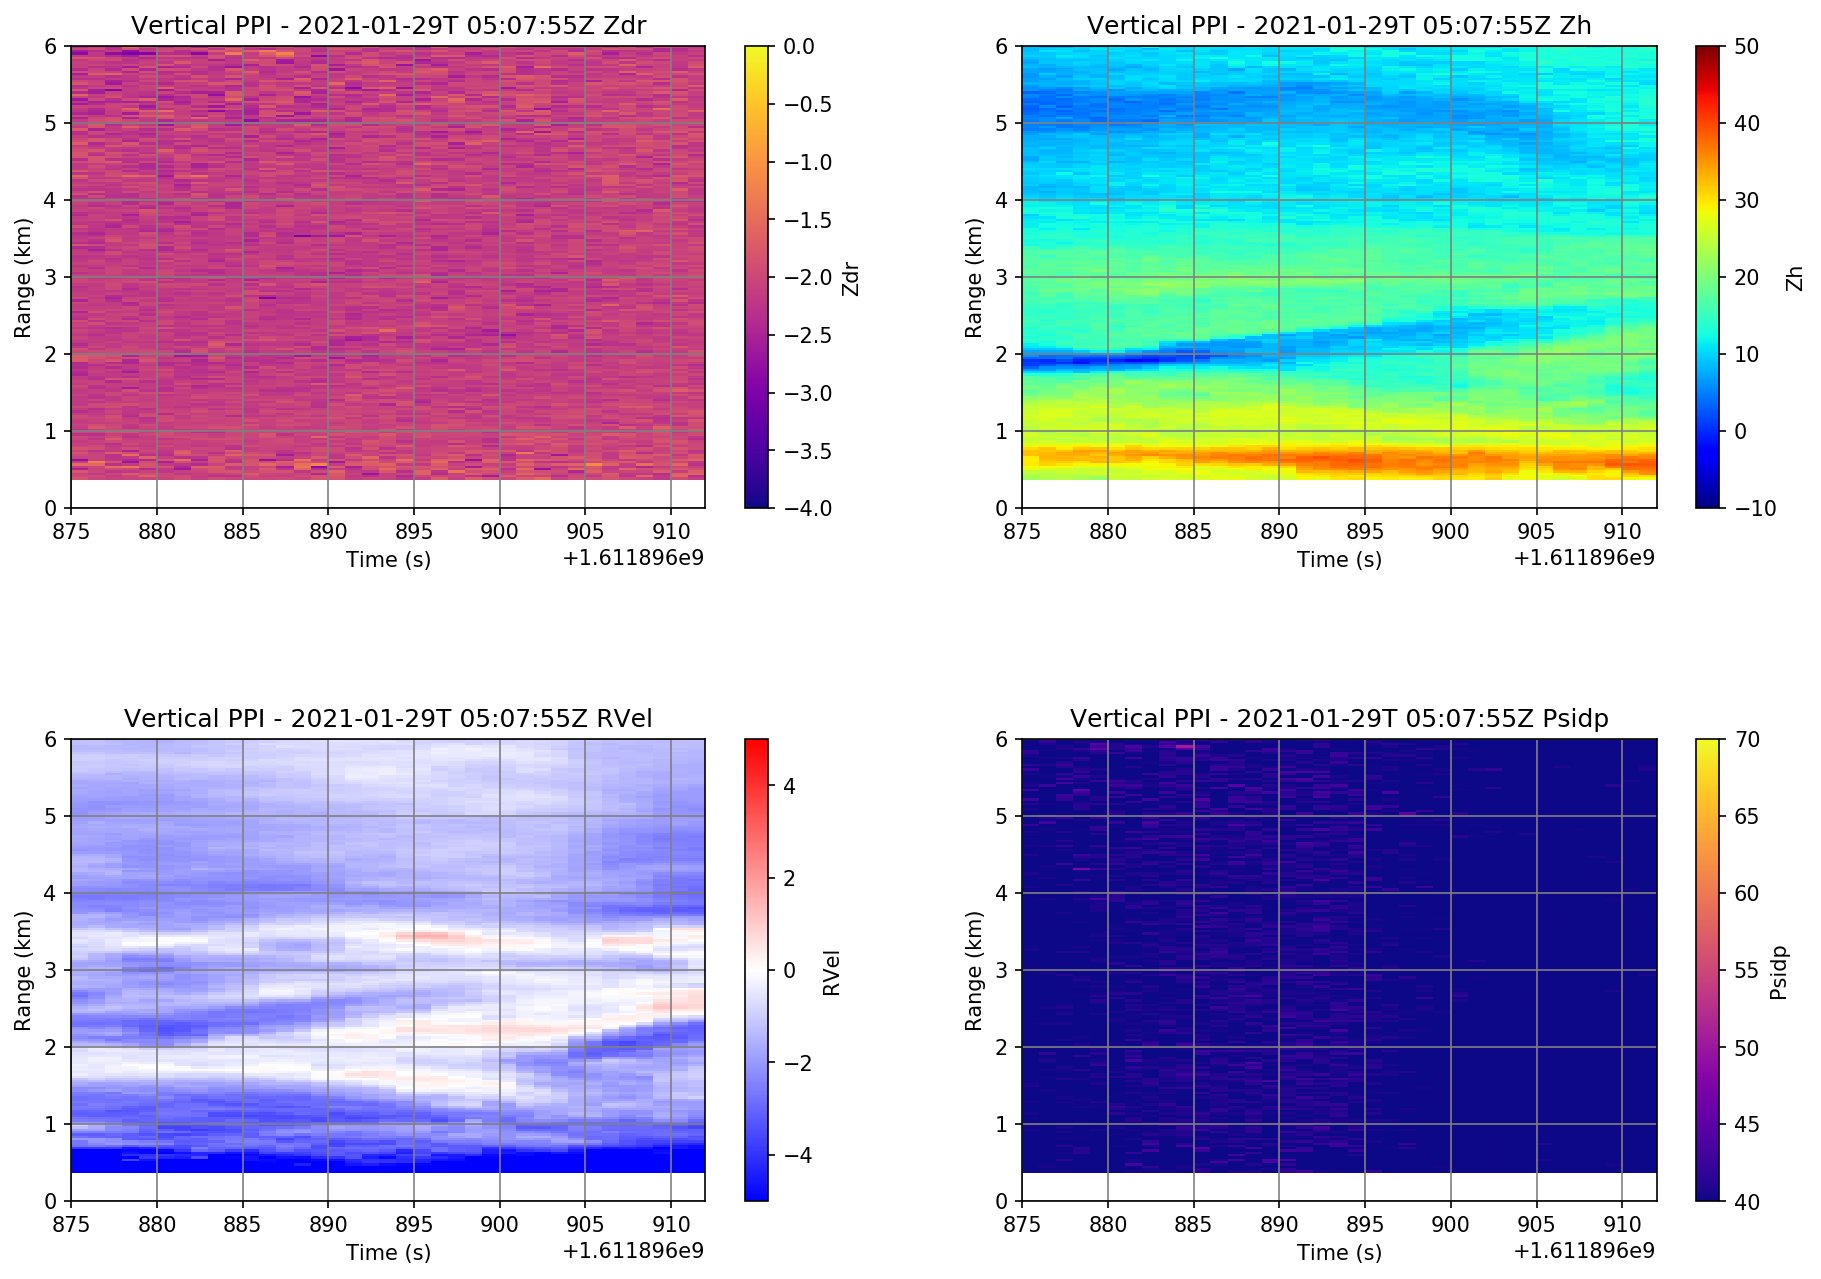 Vertical PPI - 2021-01-29T 05:07:55Z Zdr
6
5
4
3
2
1
0
Range (km)
875 880 885 890 895 900 905 910
Time (s)
+1.611896e9
0.0
−0.5
−1.0
−1.5
−2.0
−2.5
−3.0
−3.5
−4.0
Zdr
Vertical PPI - 2021-01-29T 05:07:55Z Zh
6
5
4
3
2
1
0
Range (km)
875 880 885 890 895 900 905 910
Time (s)
+1.611896e9
50
40
30
20
10
0
−10
Zh
Vertical PPI - 2021-01-29T 05:07:55Z RVel
6
5
4
3
2
1
0
Range (km)
875 880 885 890 895 900 905 910
Time (s)
+1.611896e9
4
2
0
−2
−4
RVel
Vertical PPI - 2021-01-29T 05:07:55Z Psidp
6
5
4
3
2
1
0
Range (km)
875 880 885 890 895 900 905 910
Time (s)
+1.611896e9
70
65
60
55
50
45
40
Psidp